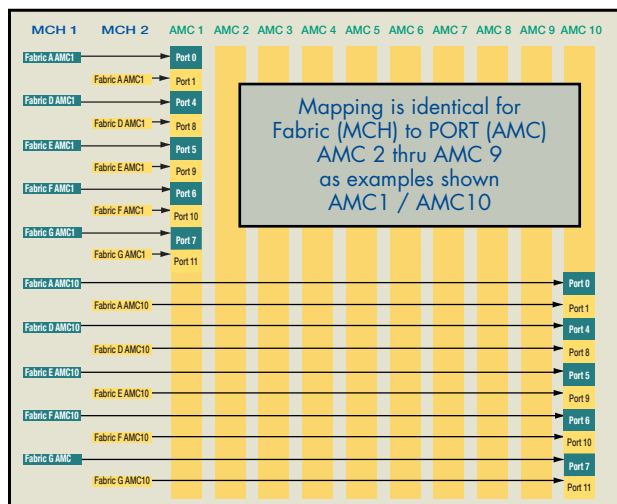 MCH 1 MCH 2 AMC 1 AMC 2 AMC 3 AMC 4 AMC 5 AMC 6 AMC 7 AMC 8 AMC 9 AMC 10
Fabric A AMC1 Port 0
Fabric A AMC1 Port 1
Fabric D AMC1 Port 4
Fabric D AMC1 Port 8
Fabric E AMC1 Port 5
Fabric E AMC1 Port 9
Fabric F AMC1 Port 6
Fabric F AMC1 Port 10
Fabric G AMC1 Port 7
Fabric G AMC1 Port 11
Mapping is identical for
Fabric (MCH) to PORT (AMC)
AMC 2 thru AMC 9
as examples shown
AMC1 / AMC10
Fabric A AMC10 Port 0
Fabric A AMC10 Port 1
Fabric D AMC10 Port 4
Fabric D AMC10 Port 8
Fabric E AMC10 Port 5
Fabric E AMC10 Port 9
Fabric F AMC10 Port 6
Fabric F AMC10 Port 10
Fabric G AMC Port 7
Fabric G AMC10 Port 11